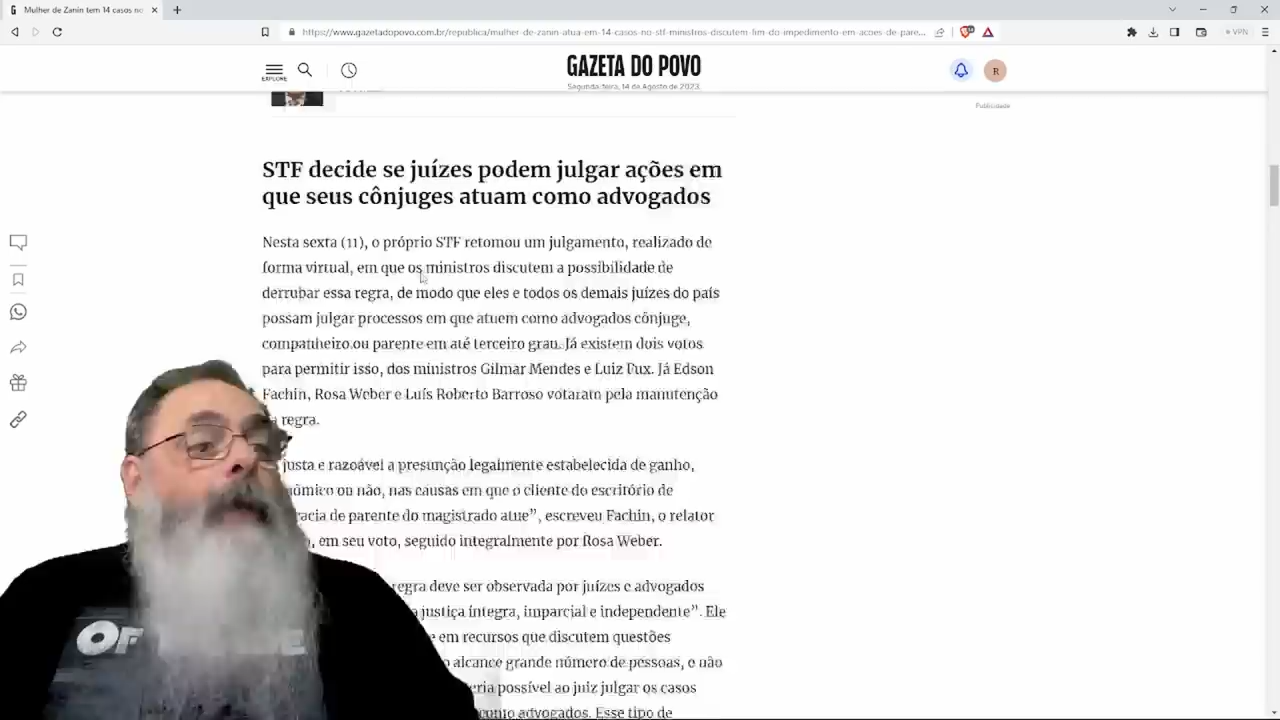 Mulher de Zanin tem 14 casos no
https://www.gazetadopovo.com.br/republica/mulher-de-zanin-atua-em-14-casos-no-stf-ministros-discutem-fim-do-impedimento-em-acoes-de-pare...
VPN
EXPLORE
GAZETA DO POVO
Segunda-feira, 14 de Agosto de 2023.
R
Publicidade
STF decide se juízes podem julgar ações em
que seus cônjuges atuam como advogados
Nesta sexta (11), o próprio STF retomou um julgamento, realizado de
forma virtual, em que os ministros discutem a possibilidade de
derrubar essa regra, de modo que eles e todos os demais juízes do país
possam julgar processos em que atuem como advogados cônjuge,
companheiro ou parente em até terceiro grau. Já existem dois votos
para permitir isso, dos ministros Gilmar Mendes e Luiz Fux. Já Edson
Fachin, Rosa Weber e Luís Roberto Barroso votaram pela manutenção
regra.
justa e razoável a presunção legalmente estabelecida de ganho,
ou não, nas causas em que o cliente do escritório de
de parente do magistrado atue”, escreveu Fachin, o relator
, em seu voto, seguido integralmente por Rosa Weber.
regra deve ser observada por juízes e advogados
justiça íntegra, imparcial e independente”. Ele
em recursos que discutem questões
alcance grande número de pessoas, e não
possível ao juiz julgar os casos
como advogados. Esse tipo de
OF